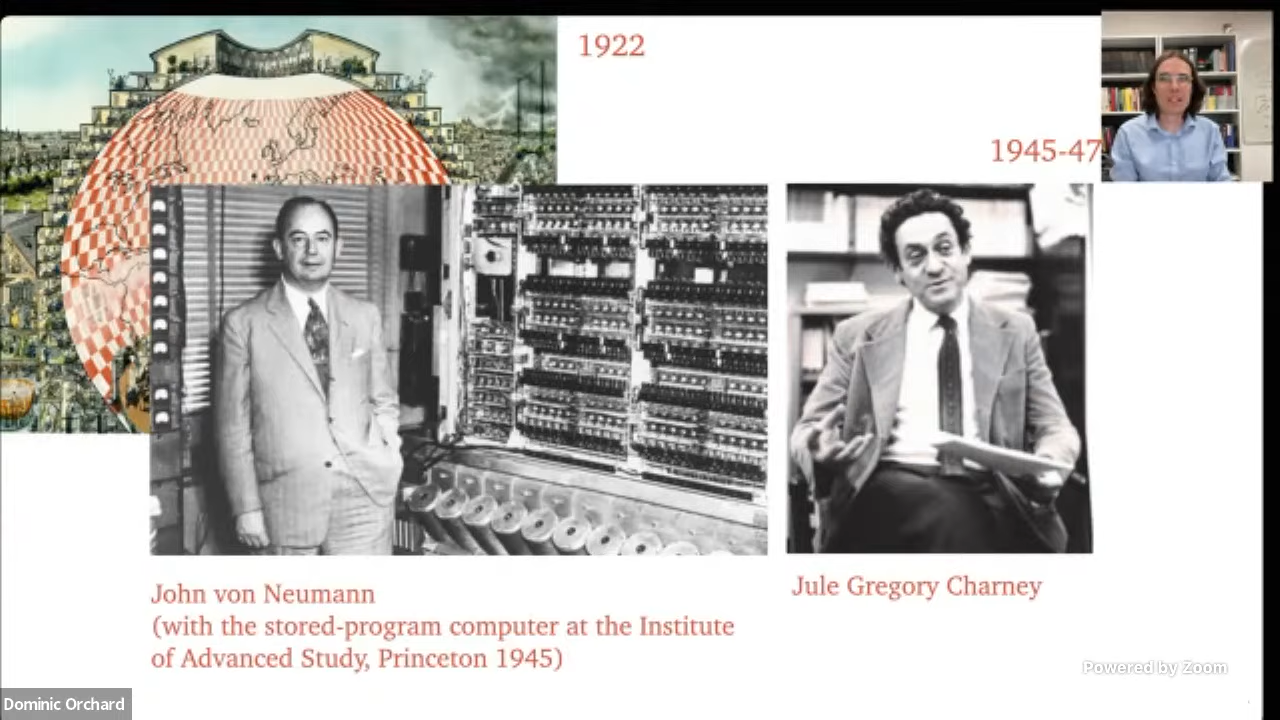 1922
1945-47
John von Neumann
(with the stored-program computer at the Institute
of Advanced Study, Princeton 1945)
Jule Gregory Charney
Powered by Zoom
Dominic Orchard